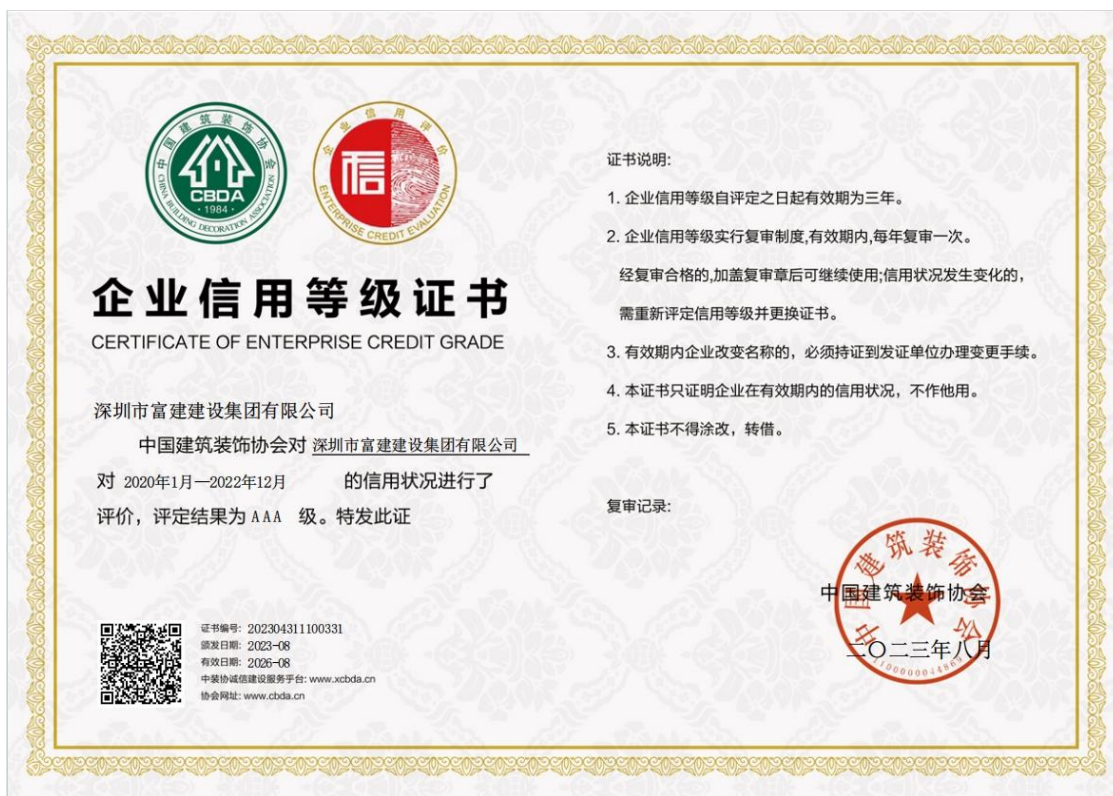 中国建筑装饰协会
CBDA
·1984·
CHINA BUILDING DECORATION ASSOCIATION
企业信用评价
信
ENTERPRISE CREDIT EVALUATION
企业信用等级证书
CERTIFICATE OF ENTERPRISE CREDIT GRADE
深圳市富建建设集团有限公司
中国建筑装饰协会对 深圳市富建建设集团有限公司
对 2020年1月—2022年12月 的信用状况进行了
评价，评定结果为 AAA 级。特发此证
证书编号: 202304311100331
颁发日期: 2023-08
有效日期: 2026-08
中装协诚信建设服务平台: www.xcbda.cn
协会网址: www.cbda.cn
证书说明:
1. 企业信用等级自评定之日起有效期为三年。
2. 企业信用等级实行复审制度,有效期内,每年复审一次。
经复审合格的,加盖复审章后可继续使用;信用状况发生变化的,
需重新评定信用等级并更换证书。
3. 有效期内企业改变名称的，必须持证到发证单位办理变更手续。
4. 本证书只证明企业在有效期内的信用状况，不作他用。
5. 本证书不得涂改，转借。
复审记录:
中国建筑装饰协会
中国建筑装饰协会
二〇二三年八月